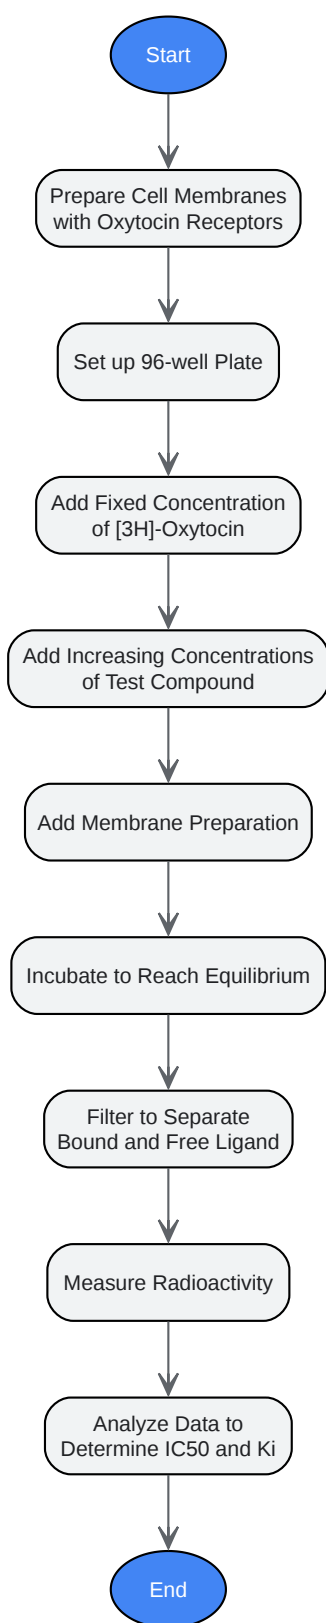 Start
Prepare Cell Membranes
with Oxytocin Receptors
Set up 96-well Plate
Add Fixed Concentration
of [3H]-Oxytocin
Add Increasing Concentrations
of Test Compound
Add Membrane Preparation
Incubate to Reach Equilibrium
Filter to Separate
Bound and Free Ligand
Measure Radioactivity
Analyze Data to
Determine IC50 and Ki
End